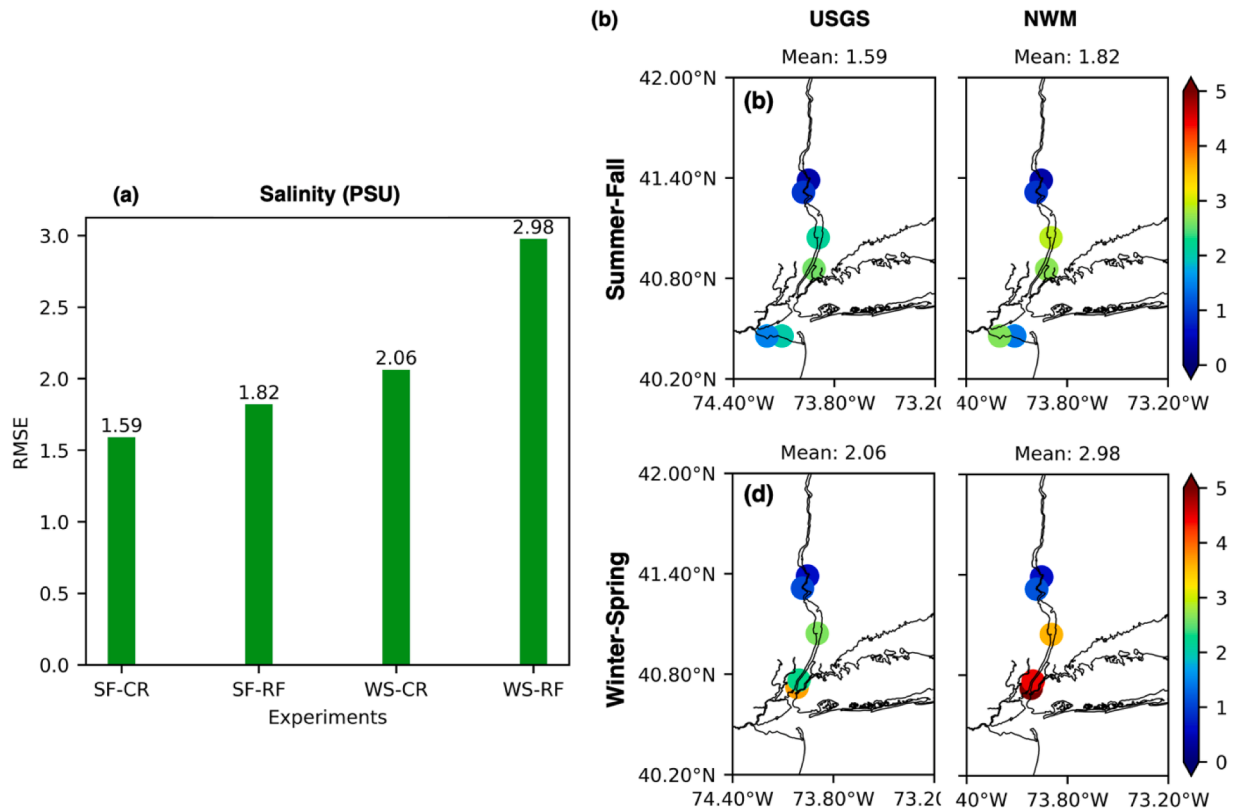 (a) Salinity (PSU)
RMSE
3.0
2.5
2.0
1.5
1.0
0.5
0.0
1.59
1.82
2.06
2.98
SF-CR SF-RF WS-CR WS-RF
Experiments
(b) USGS NWM
Mean: 1.59 Mean: 1.82
Summer-Fall
(b)
42.00°N
41.40°N
40.80°N
40.20°N
74.40°W 73.80°W 73.20( 40°W 73.80°W 73.20°W
5
4
3
2
1
0
Mean: 2.06 Mean: 2.98
Winter-Spring
(d)
42.00°N
41.40°N
40.80°N
40.20°N
74.40°W 73.80°W 73.20( 40°W 73.80°W 73.20°W
5
4
3
2
1
0